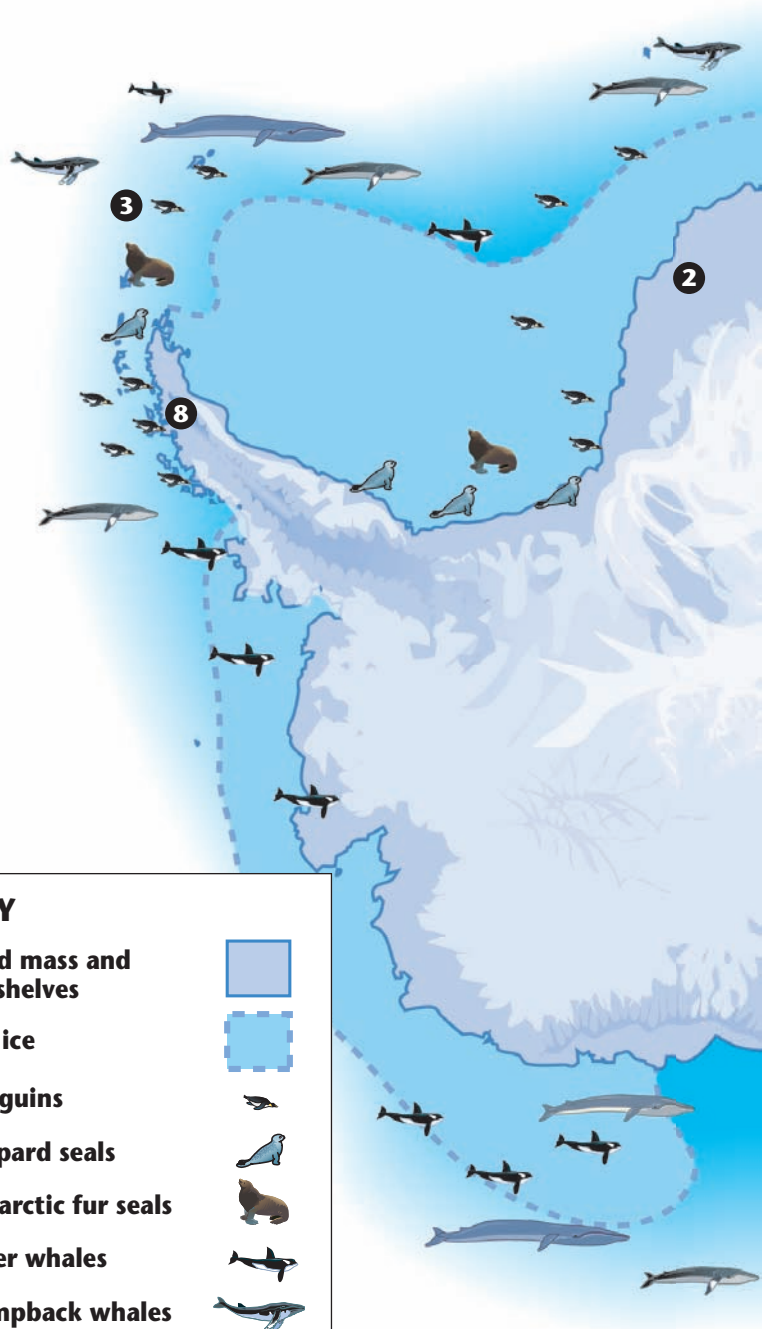 3
2
8
Y
d mass and
shelves
ice
guins
pard seals
arctic fur seals
er whales
mpback whales